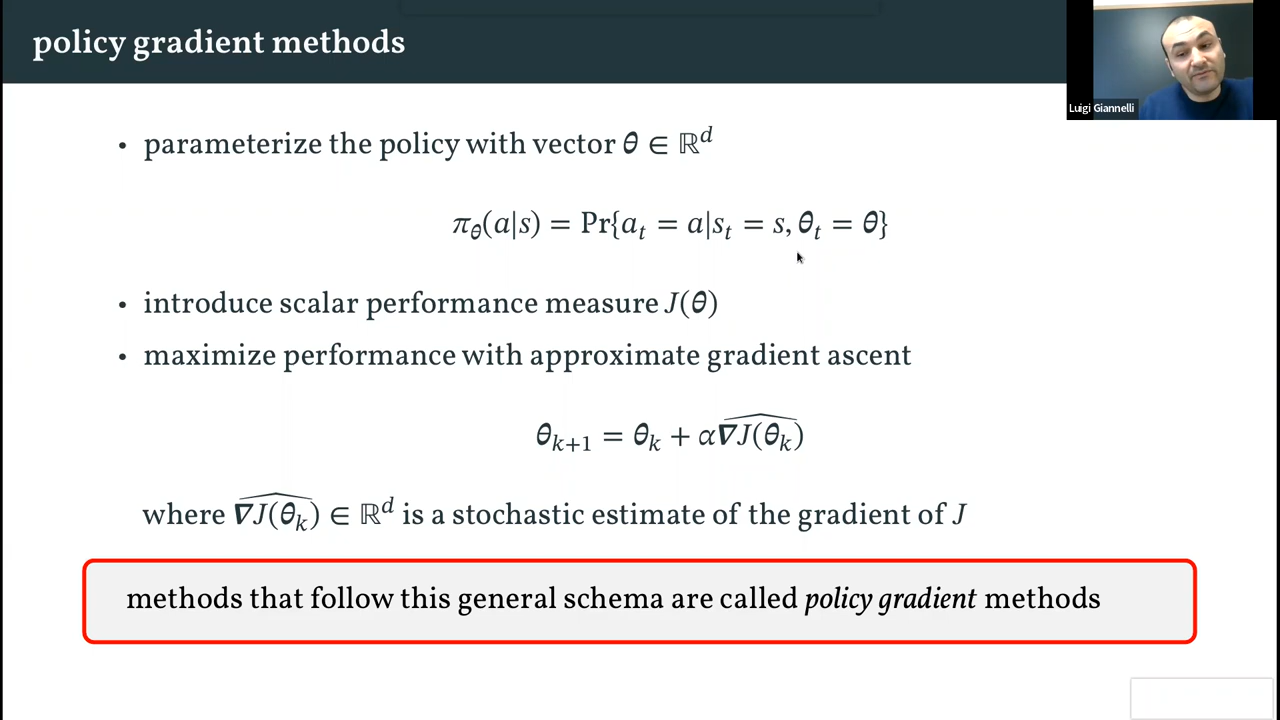 policy gradient methods
Luigi Giannelli
• parameterize the policy with vector θ ∈ ℝᵈ
π_θ(a|s) = Pr{a_t = a|s_t = s, θ_t = θ}
• introduce scalar performance measure J(θ)
• maximize performance with approximate gradient ascent
θ_{k+1} = θ_k + α\widehat{∇J(θ_k)}
where \widehat{∇J(θ_k)} ∈ ℝᵈ is a stochastic estimate of the gradient of J
methods that follow this general schema are called policy gradient methods